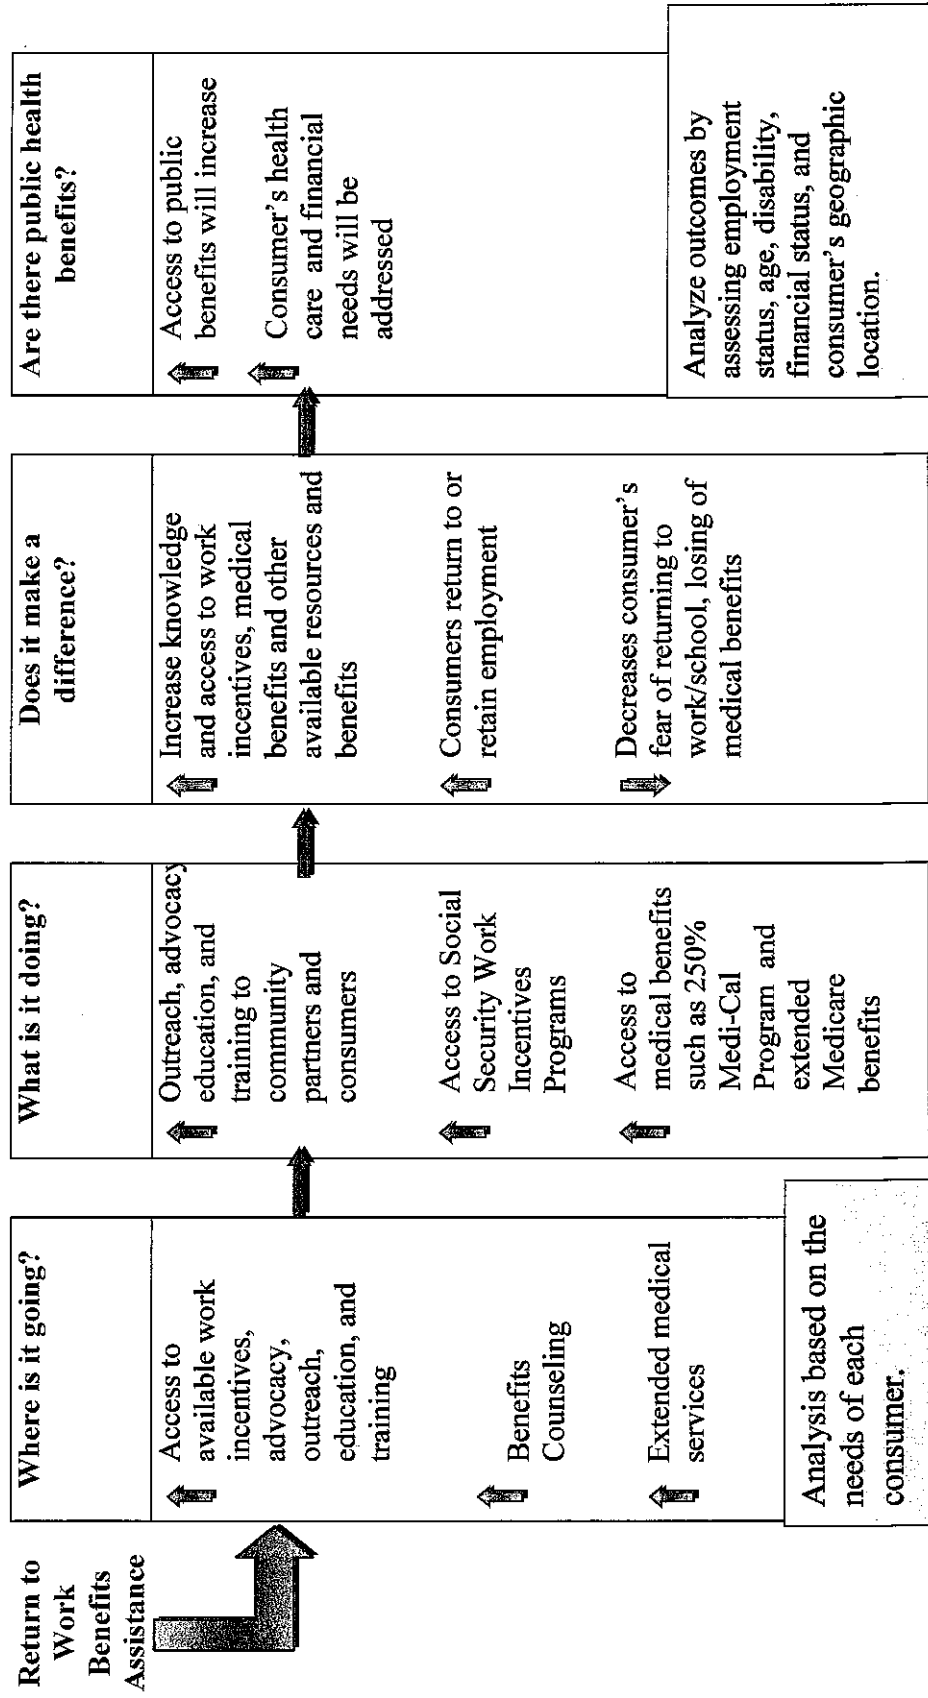 Return to
Work
Benefits
Assistance
Where is it going?
Access to
available work
incentives,
advocacy,
outreach,
education, and
training
Benefits
Counseling
Extended medical
services
Analysis based on the
needs of each
consumer.
What is it doing?
Outreach, advocacy
education, and
training to
community
partners and
consumers
Access to Social
Security Work
Incentives
Programs
Access to
medical benefits
such as 250%
Medi-Cal
Program and
extended
Medicare
benefits
Does it make a
difference?
Increase knowledge
and access to work
incentives, medical
benefits and other
available resources and
benefits
Consumers return to or
retain employment
Decreases consumer's
fear of returning to
work/school, losing of
medical benefits
Are there public health
benefits?
Access to public
benefits will increase
Consumer's health
care and financial
needs will be
addressed
Analyze outcomes by
assessing employment
status, age, disability,
financial status, and
consumer's geographic
location.